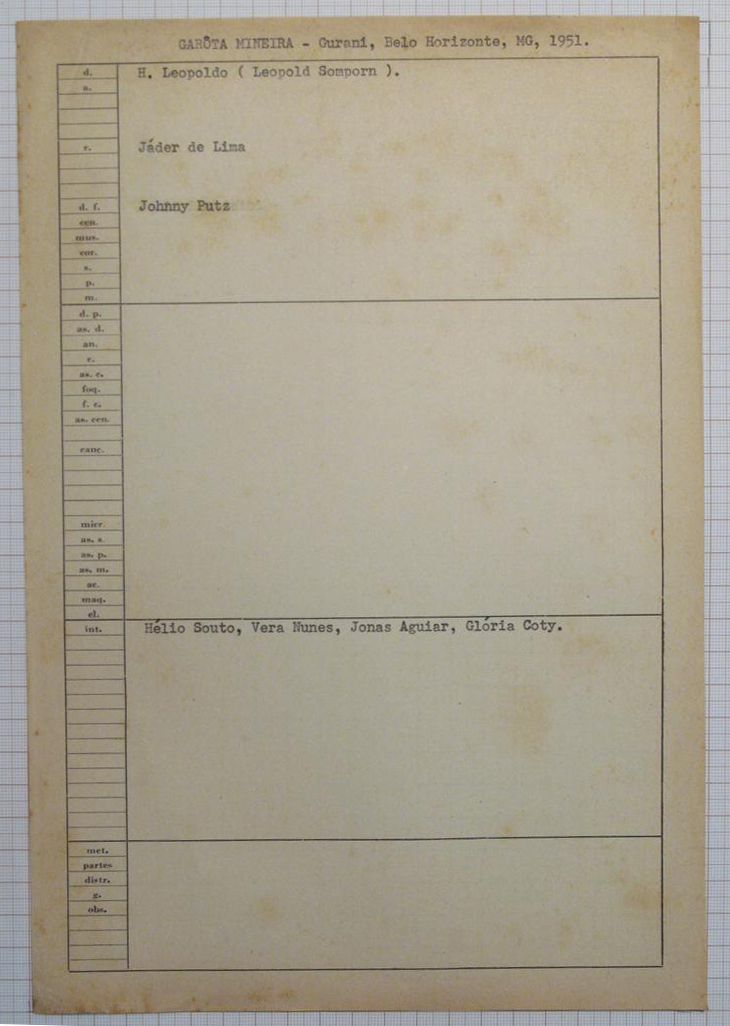 GARÔTA MINEIRA - Gurani, Belo Horizonte, MG, 1951.
d. H. Leopoldo ( Leopold Somporn ).
a.
r. Jáder de Lima
d. f. Johnny Putz
cen.
mus.
cor.
s.
p.
m.
d. p.
as. d.
an.
c.
as. c.
foq.
f. c.
as. cen.
canç.
micr.
as. s.
as. p.
as. m.
ac.
maq.
el.
int. Hélio Souto, Vera Nunes, Jonas Aguiar, Glória Coty.
met.
partes
distr.
g.
obs.